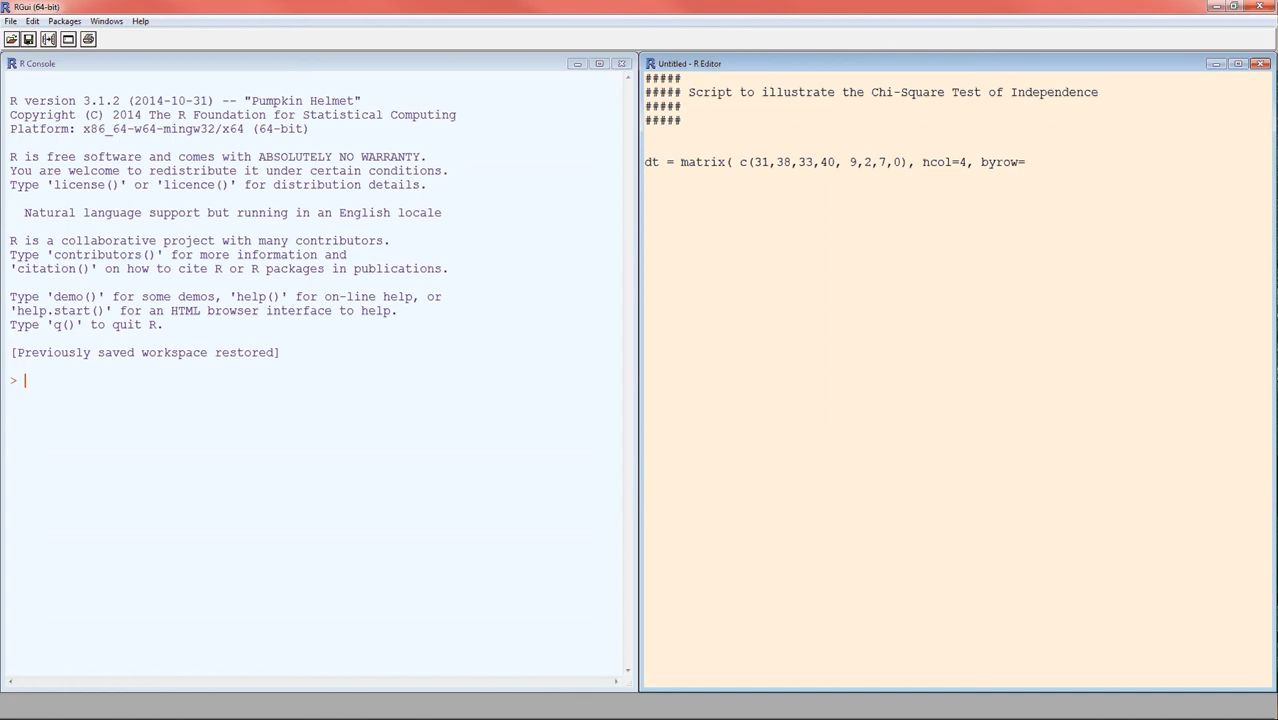 RGui (64-bit)
File Edit Packages Windows Help
R Console
R version 3.1.2 (2014-10-31) -- "Pumpkin Helmet"
Copyright (C) 2014 The R Foundation for Statistical Computing
Platform: x86_64-w64-mingw32/x64 (64-bit)
R is free software and comes with ABSOLUTELY NO WARRANTY.
You are welcome to redistribute it under certain conditions.
Type 'license()' or 'licence()' for distribution details.
Natural language support but running in an English locale
R is a collaborative project with many contributors.
Type 'contributors()' for more information and
'citation()' on how to cite R or R packages in publications.
Type 'demo()' for some demos, 'help()' for on-line help, or
'help.start()' for an HTML browser interface to help.
Type 'q()' to quit R.
[Previously saved workspace restored]
>
Untitled - R Editor
#####
##### Script to illustrate the Chi-Square Test of Independence
#####
#####
dt = matrix( c(31,38,33,40, 9,2,7,0), ncol=4, byrow=